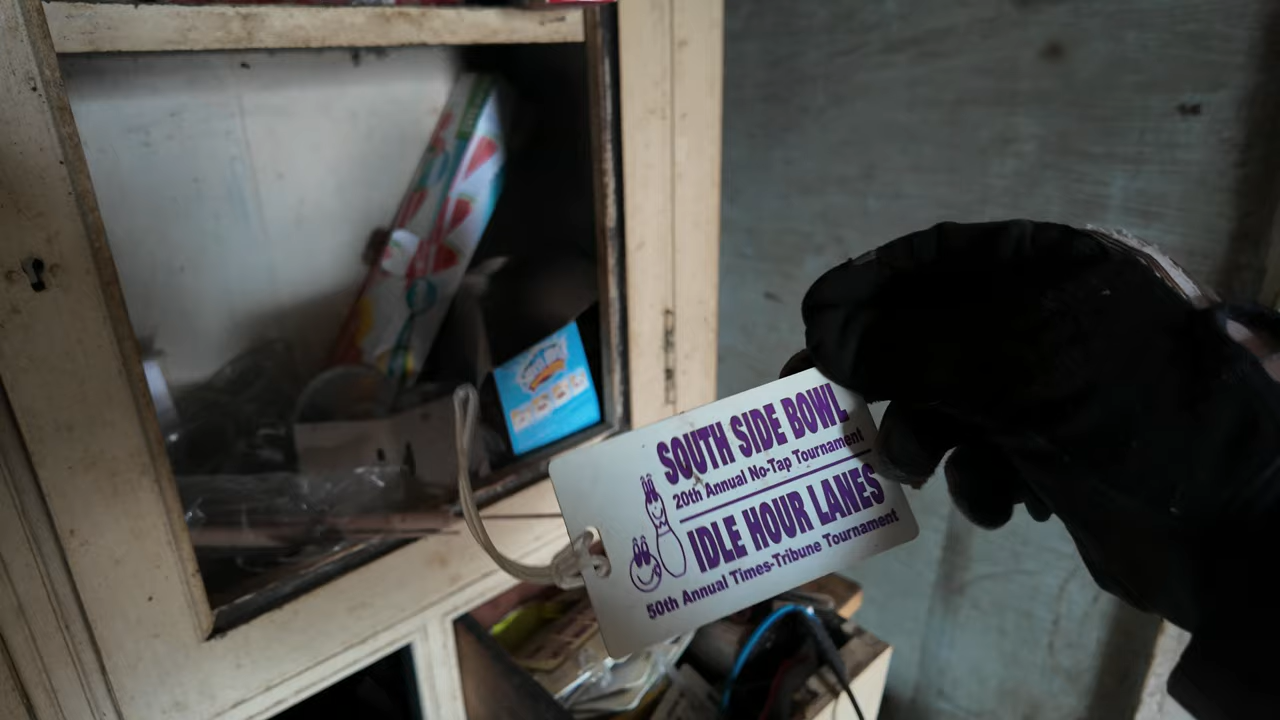 SOUTH SIDE BOWL
20th Annual No-Tap Tournament
IDLE HOUR LANES
50th Annual Times-Tribune Tournament